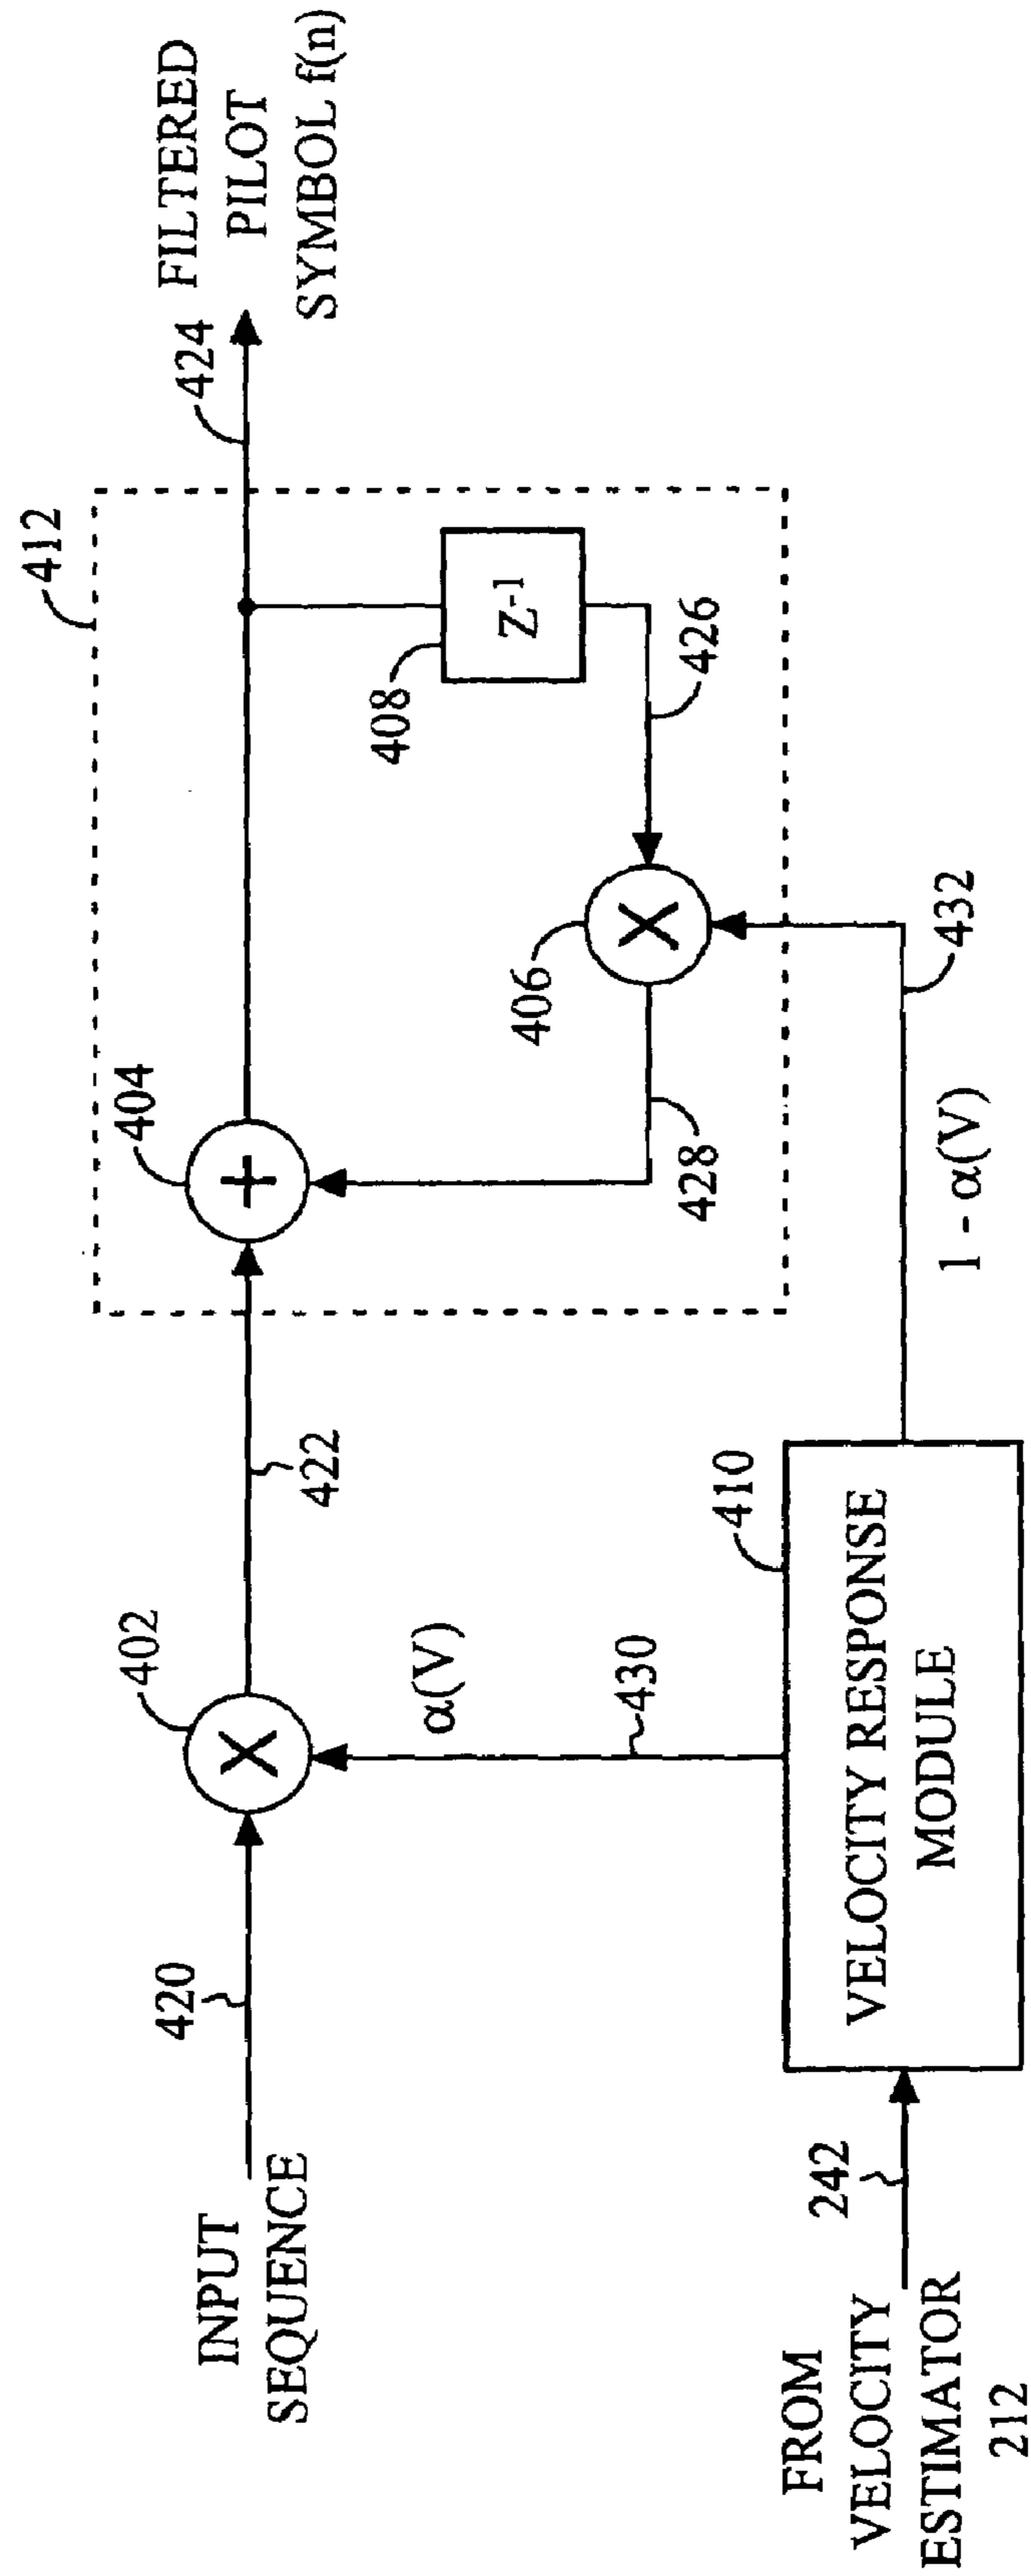 412
424
FILTERED
PILOT
SYMBOL f(n)
404
402
420
INPUT
SEQUENCE
422
408
Z-1
426
406
428
α(V)
430
410
432
1 - α(V)
VELOCITY RESPONSE
MODULE
242
FROM
VELOCITY
ESTIMATOR
212